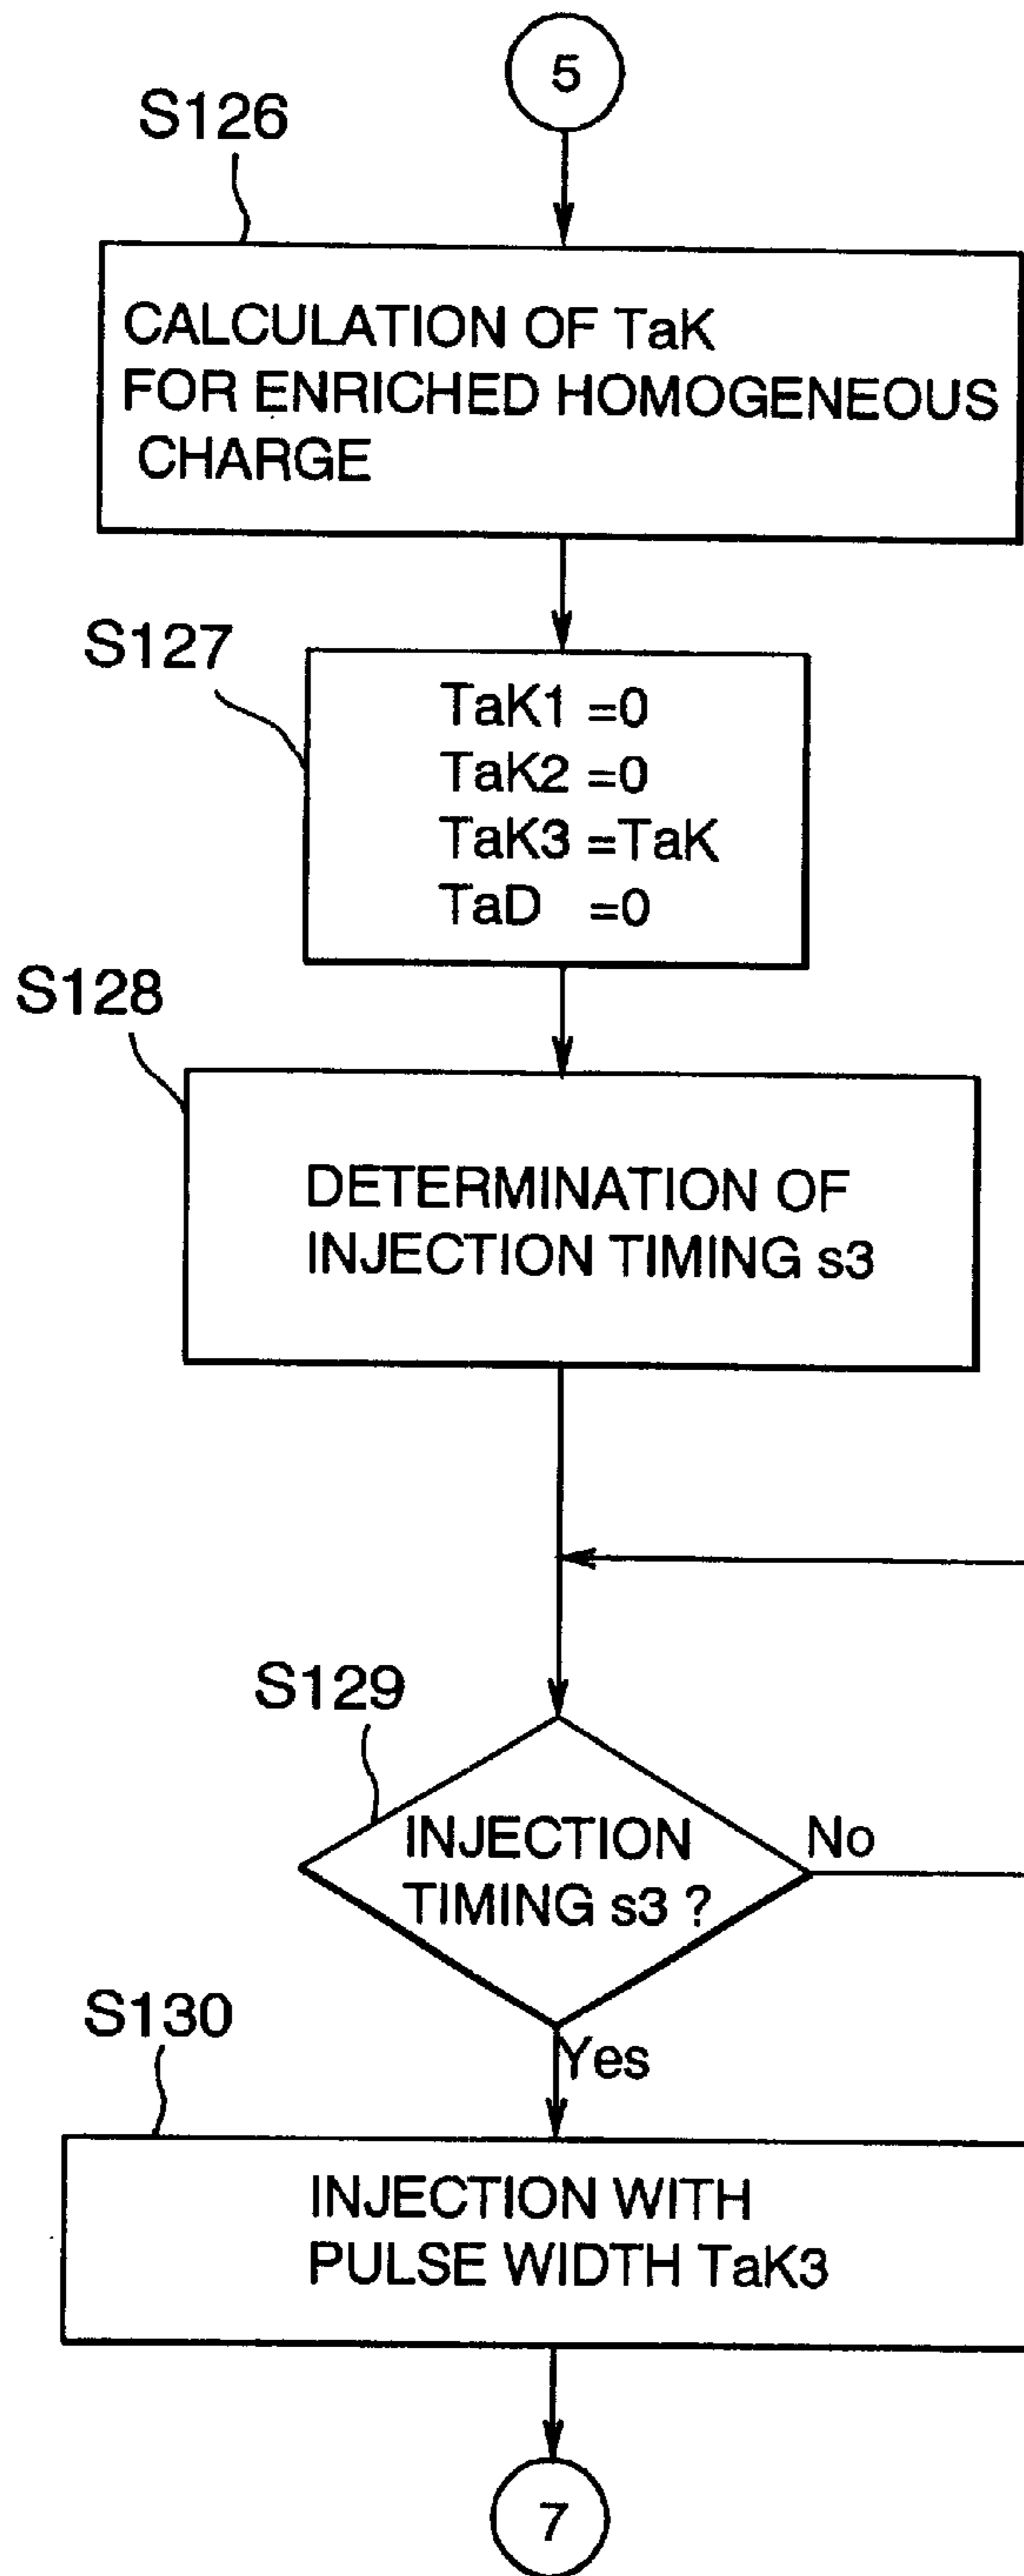 5
S126
CALCULATION OF TaK
FOR ENRICHED HOMOGENEOUS
CHARGE
S127
TaK1 =0
TaK2 =0
TaK3 =TaK
TaD =0
S128
DETERMINATION OF
INJECTION TIMING s3
S129
INJECTION
TIMING s3 ?
No
Yes
S130
INJECTION WITH
PULSE WIDTH TaK3
7